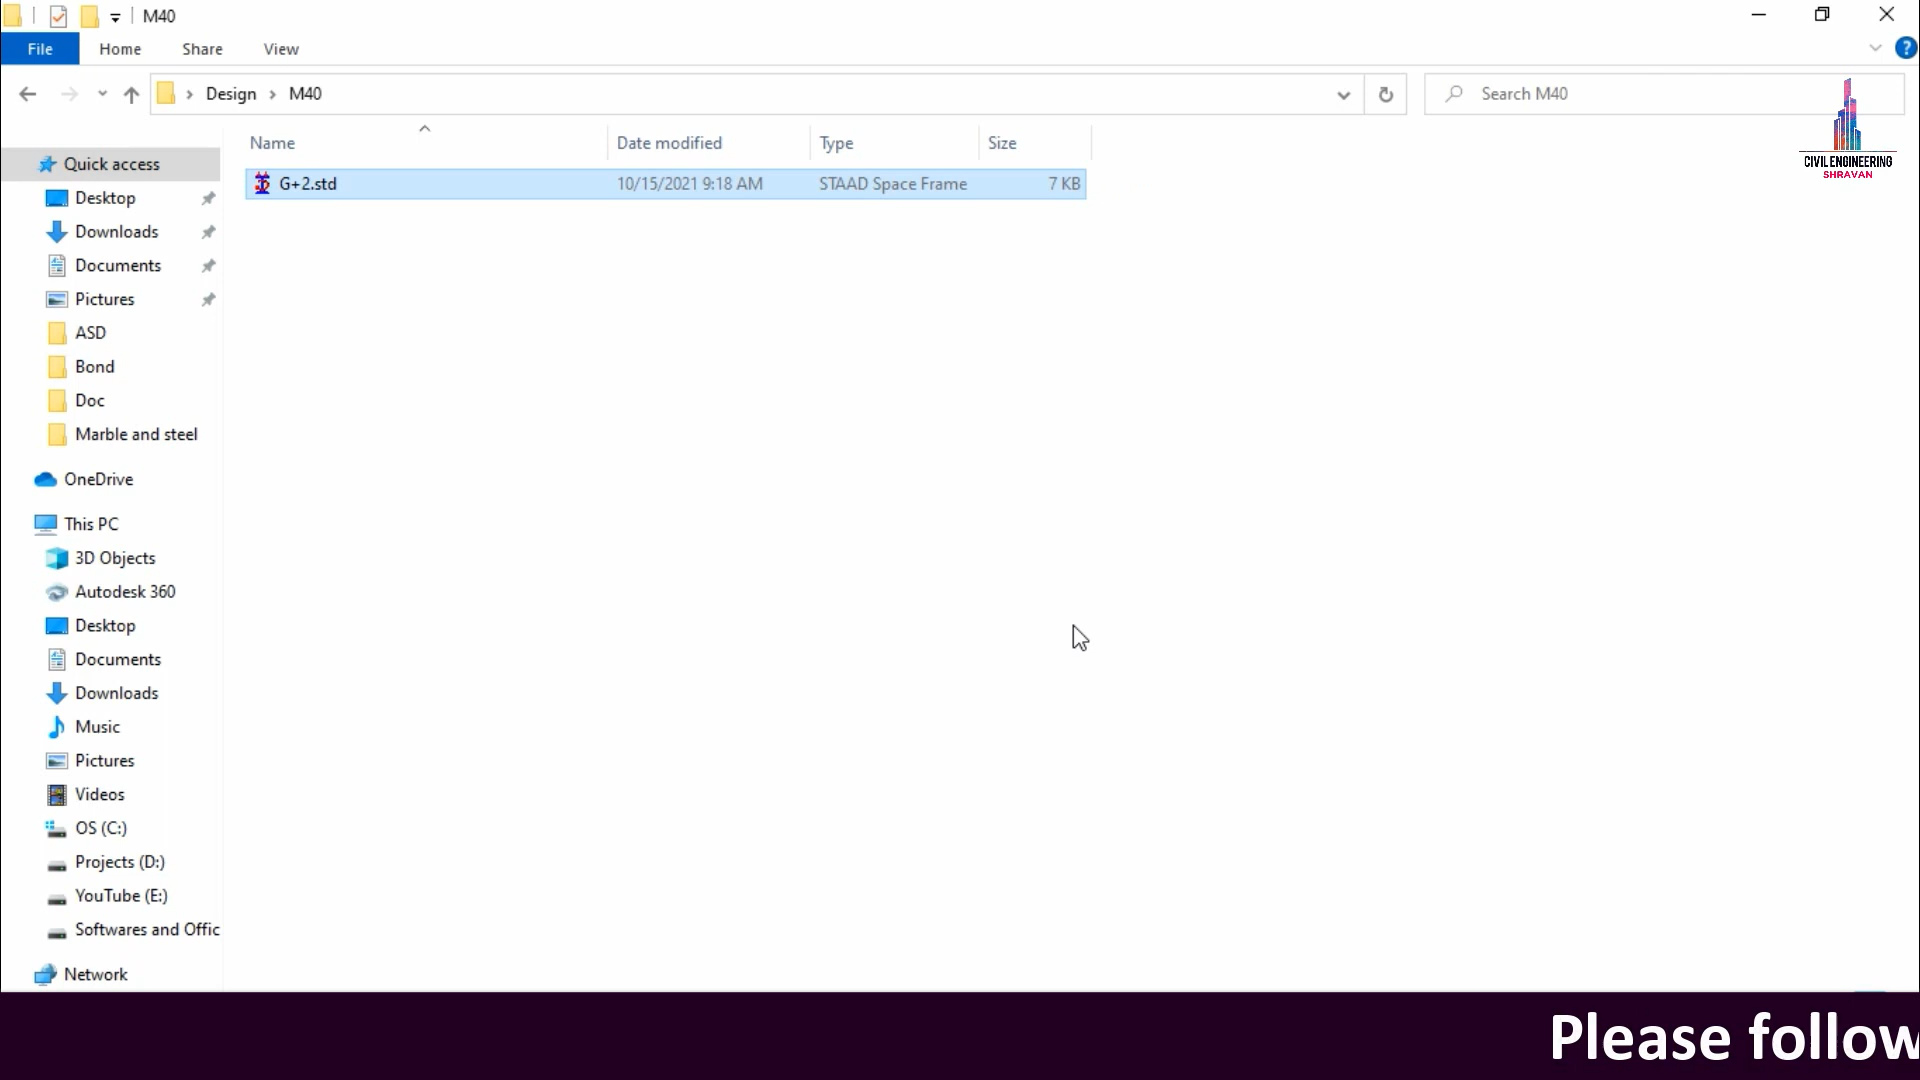 M40
File Home Share View
Design > M40
Search M40
CIVIL ENGINEERING
SHRAVAN
Name Date modified Type Size
G+2.std 10/15/2021 9:18 AM STAAD Space Frame 7 KB
Quick access
Desktop
Downloads
Documents
Pictures
ASD
Bond
Doc
Marble and steel
OneDrive
This PC
3D Objects
Autodesk 360
Desktop
Documents
Downloads
Music
Pictures
Videos
OS (C:)
Projects (D:)
YouTube (E:)
Softwares and Offic
Network
Please follow